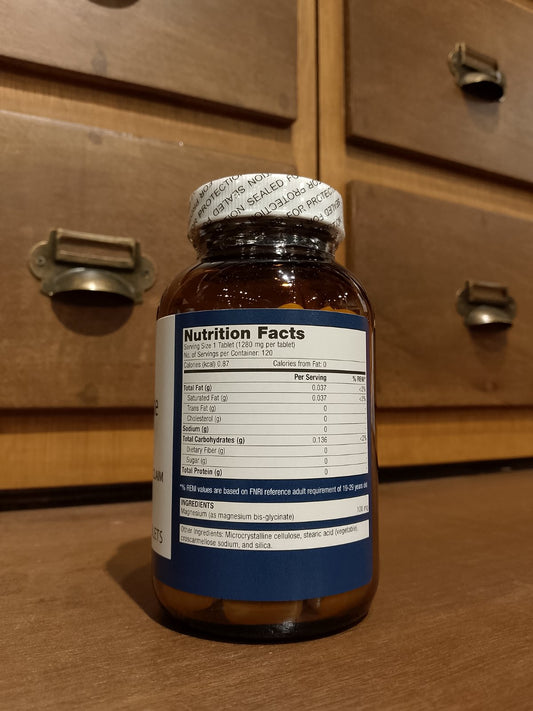 FOR PROTECTION, SEALED FOR
Nutrition Facts
Serving Size 1 Tablet (1280 mg per tablet)
No. of Servings per Container: 120
Calories (kcal) 0.87 Calories from Fat: 0
Per Serving % RENI*
Total Fat (g) 0.037 <2%
Saturated Fat (g) 0.037 <2%
Trans Fat (g) 0 -
Cholesterol (g) 0
Sodium (g) 0
Total Carbohydrates (g) 0.136 <2%
Dietary Fiber (g) 0
Sugar (g) 0
Total Protein (g) 0
*% RENI values are based on FNRI reference adult requirement of 19-29 years old
INGREDIENTS
Magnesium (as magnesium bis-glycinate) 100 mg
Other Ingredients: Microcrystalline cellulose, stearic acid (vegetable),
croscarmellose sodium, and silica.